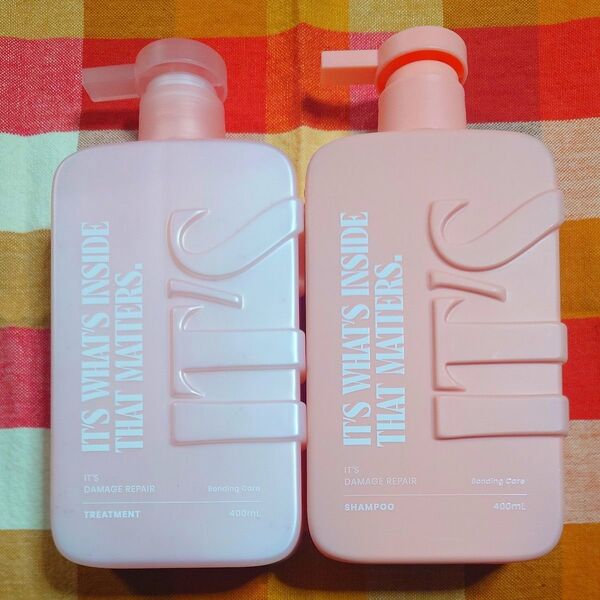 IT'S WHAT'S INSIDE
THAT MATTERS.
IT'S
IT'S
DAMAGE REPAIR Bonding Care
TREATMENT 400mL
IT'S WHAT'S INSIDE
THAT MATTERS.
IT'S
IT'S
DAMAGE REPAIR Bonding Care
SHAMPOO 400mL